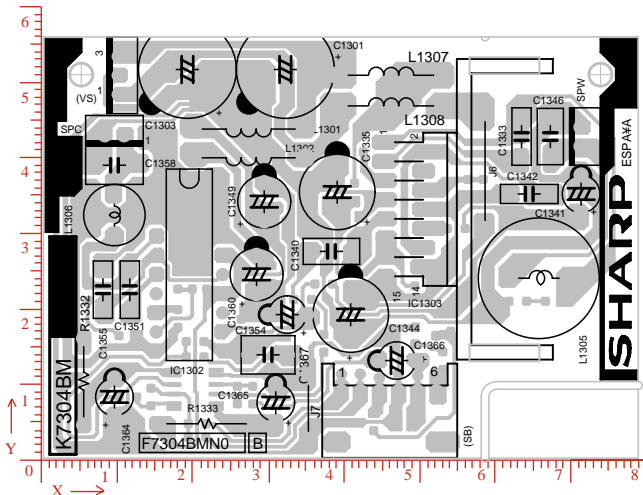 6
5
4
3
2
1
0
Y
X
1
2
3
4
5
6
7
8
3
1
(VS)
C1301
L1307
L1308
SPW
SPC
C1303
L1301
C1335
1
2
C1333
C1346
ESPA¥A
1
C1358
J6
C1342
C1349
L1306
C1341
C1340
SHARP
R1332
C1351
C1360
15
14
IC1303
C1355
C1354
C1344
C1366
L1305
IC1302
C1367
1
6
K7304BM
C1365
J7
R1333
C1364
F7304BMN0
B
(SB)